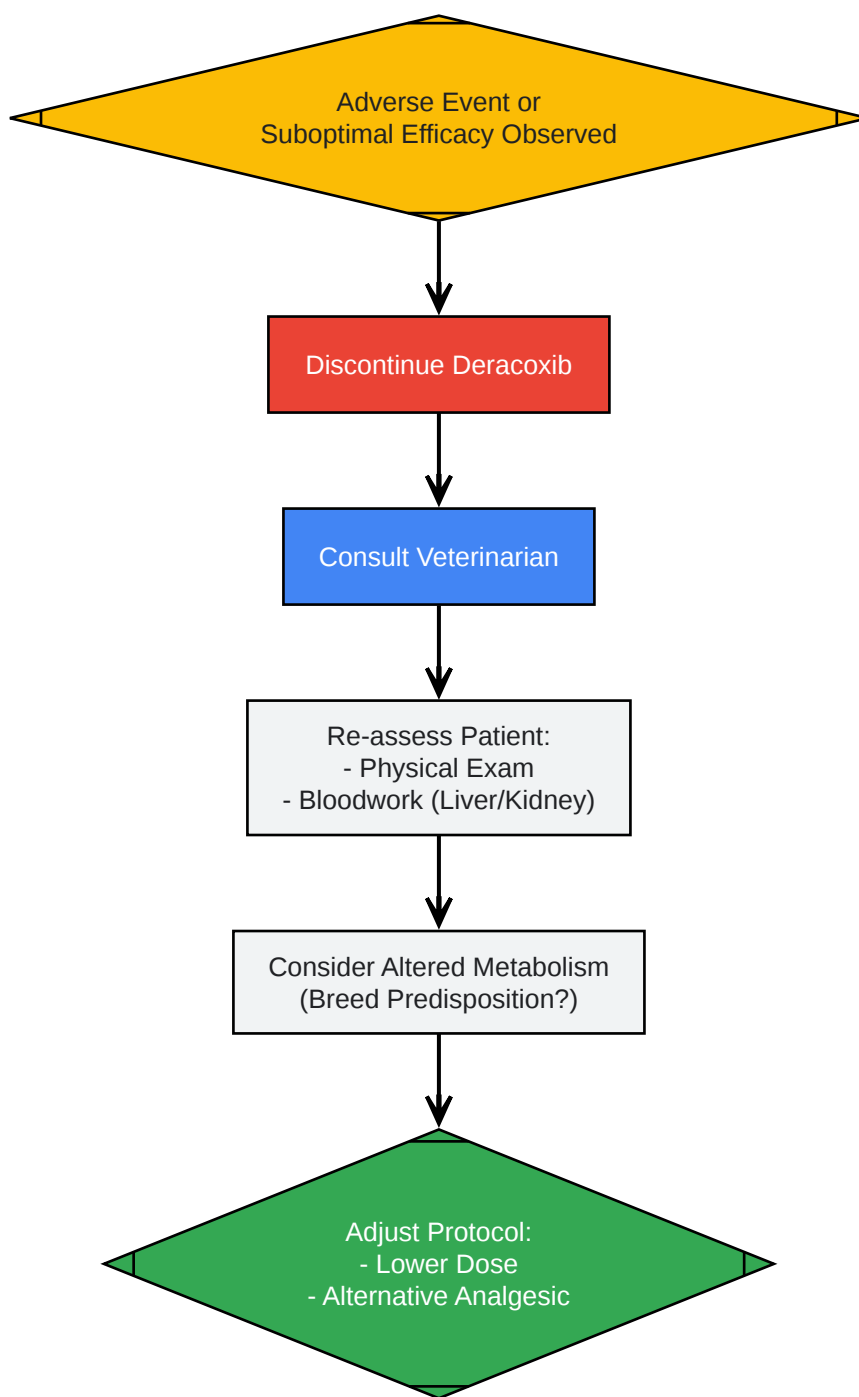 Adverse Event or
Suboptimal Efficacy Observed
Discontinue Deracoxib
Consult Veterinarian
Re-assess Patient:
- Physical Exam
- Bloodwork (Liver/Kidney)
Consider Altered Metabolism
(Breed Predisposition?)
Adjust Protocol:
- Lower Dose
- Alternative Analgesic